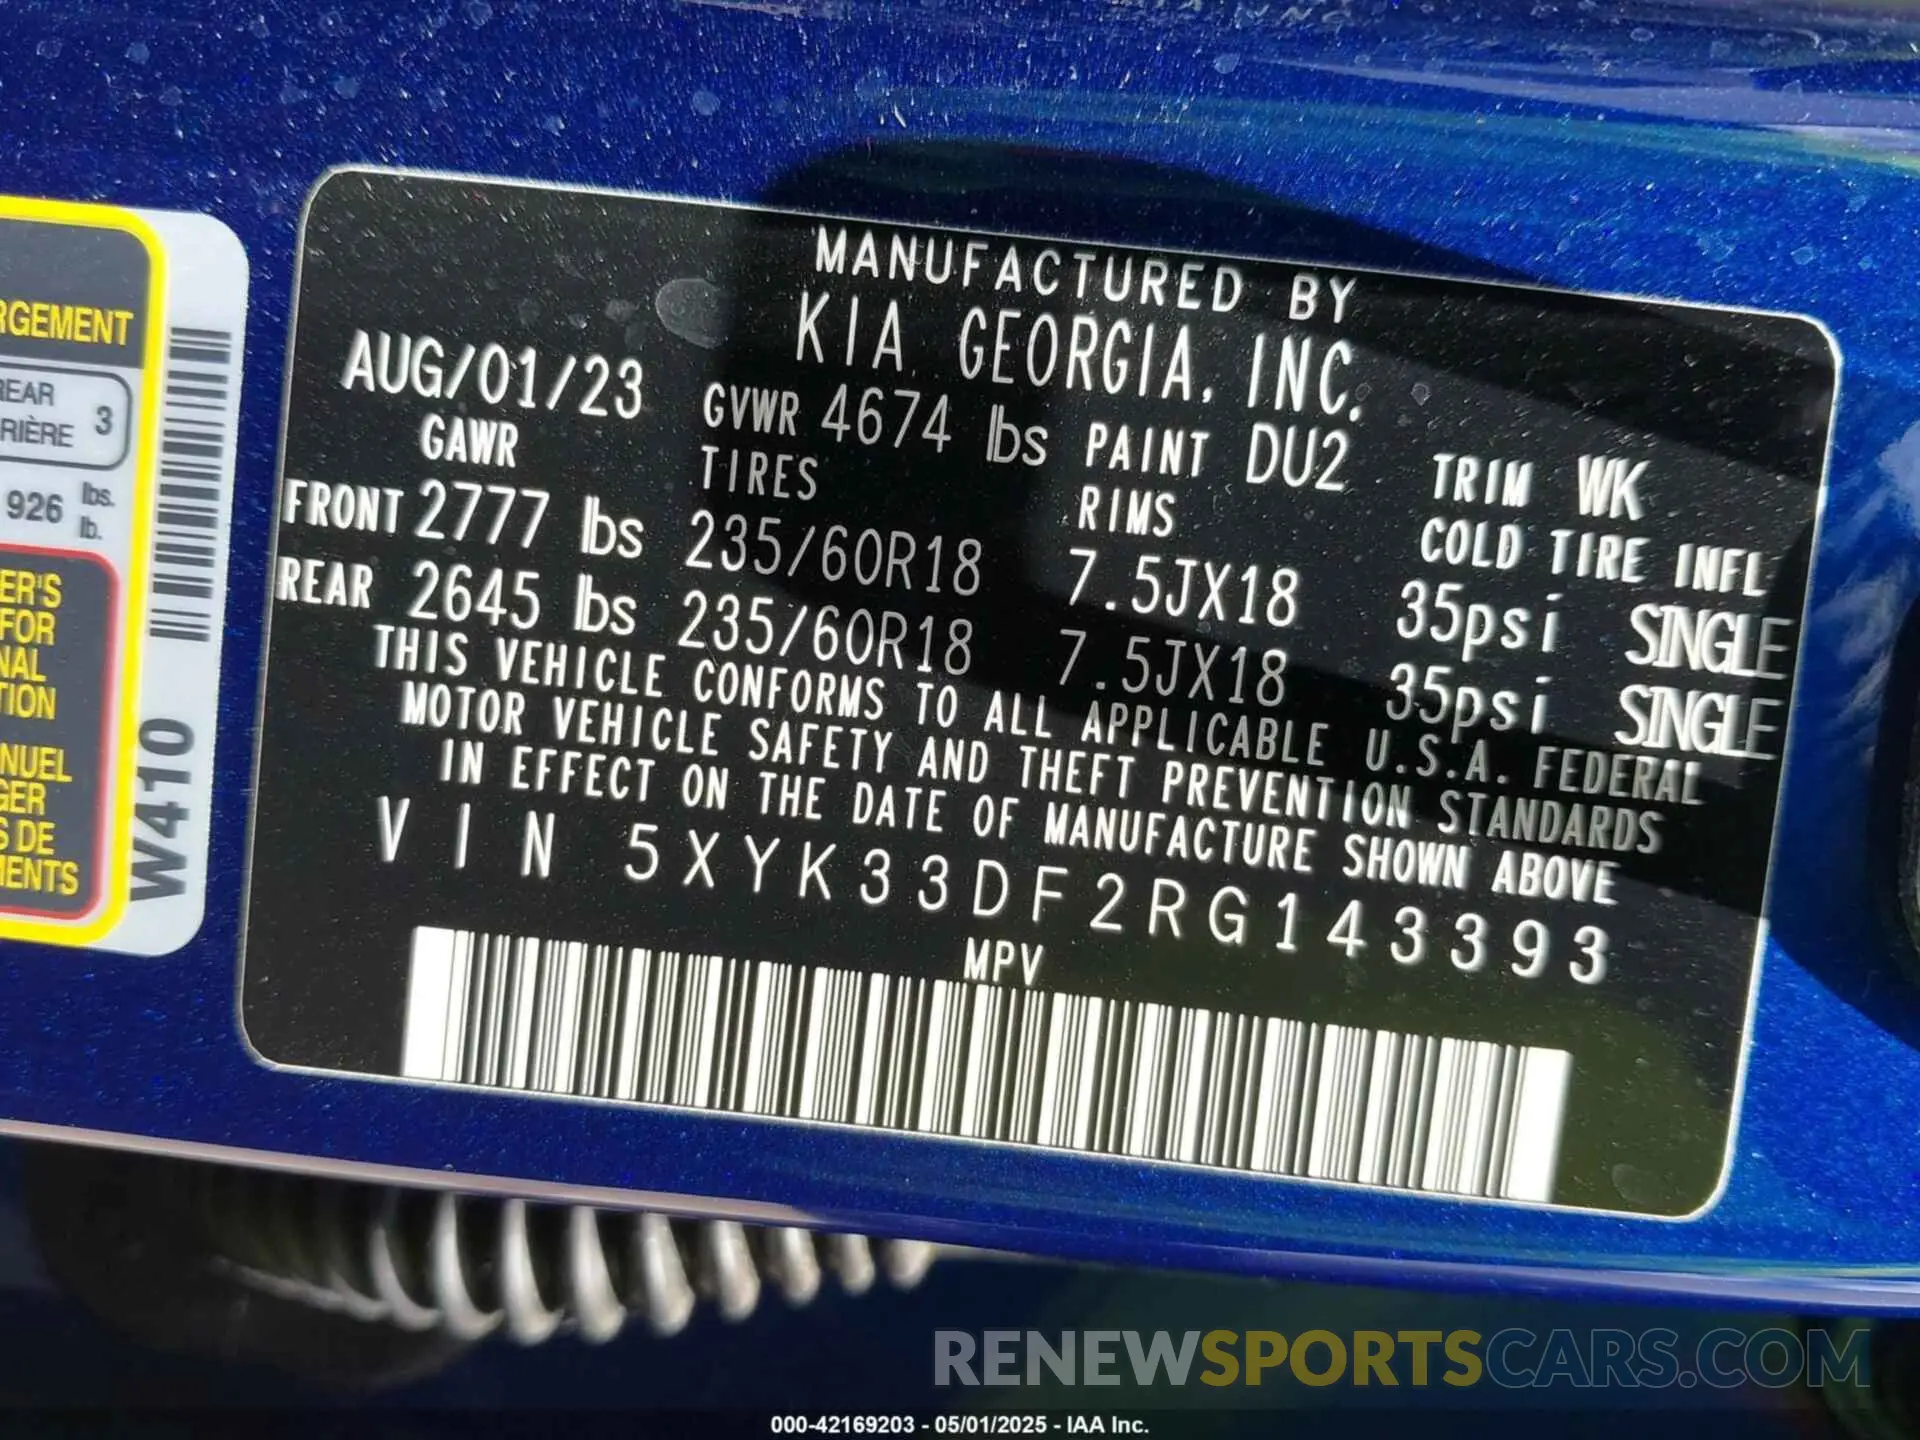 MANUFACTURED BY
KIA GEORGIA, INC.
AUG/01/23 GVWR 4674 lbs PAINT DU2 TRIM WK
GAWR TIRES RIMS COLD TIRE INFL
FRONT 2777 lbs 235/60R18 7.5JX18 35psi SINGLE
REAR 2645 lbs 235/60R18 7.5JX18 35psi SINGLE
THIS VEHICLE CONFORMS TO ALL APPLICABLE U.S.A. FEDERAL
MOTOR VEHICLE SAFETY AND THEFT PREVENTION STANDARDS
IN EFFECT ON THE DATE OF MANUFACTURE SHOWN ABOVE
VIN 5XYK33DF2RG143393
MPV
RGEMENT
REAR
RIÈRE 3
926 lbs.
lb.
ER'S
FOR
NAL
TION
NUEL
GER
S DE
MENTS
W410
RENEWSPORTSCARS.COM
000-42169203 - 05/01/2025 - IAA Inc.